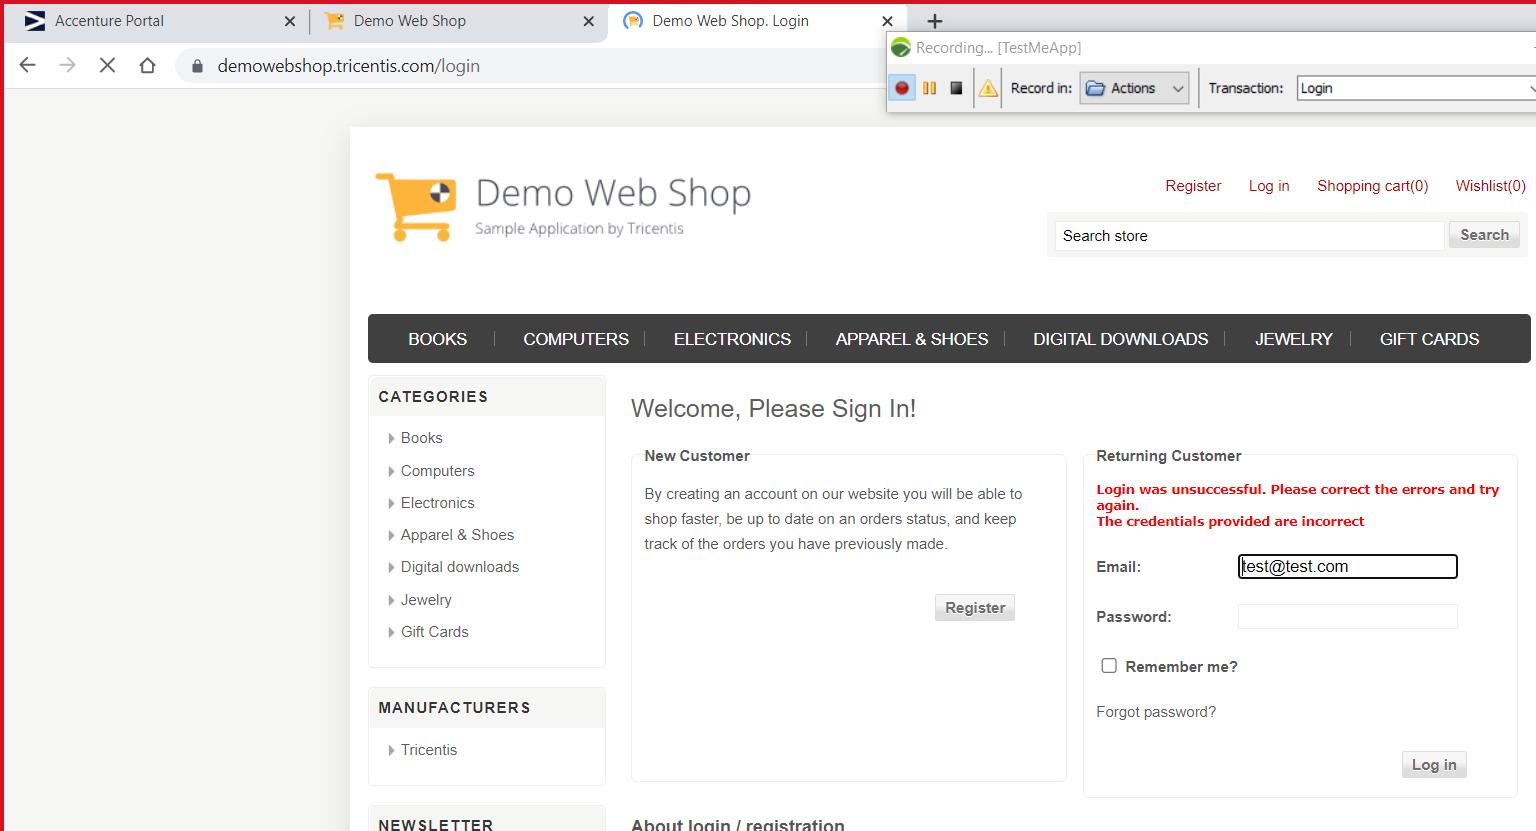 Accenture Portal
Demo Web Shop
Demo Web Shop. Login
Recording... [TestMeApp]
demowebshop.tricentis.com/login
Record in:
Actions
Transaction:
Login
Demo Web Shop
Sample Application by Tricentis
Register
Log in
Shopping cart(0)
Wishlist(0)
Search store
Search
BOOKS
COMPUTERS
ELECTRONICS
APPAREL & SHOES
DIGITAL DOWNLOADS
JEWELRY
GIFT CARDS
CATEGORIES
Books
Computers
Electronics
Apparel & Shoes
Digital downloads
Jewelry
Gift Cards
MANUFACTURERS
Tricentis
NEWSLETTER
Welcome, Please Sign In!
New Customer
By creating an account on our website you will be able to
shop faster, be up to date on an orders status, and keep
track of the orders you have previously made.
Register
Returning Customer
Login was unsuccessful. Please correct the errors and try
again.
The credentials provided are incorrect
Email:
test@test.com
Password:
Remember me?
Forgot password?
Log in
About login / registration